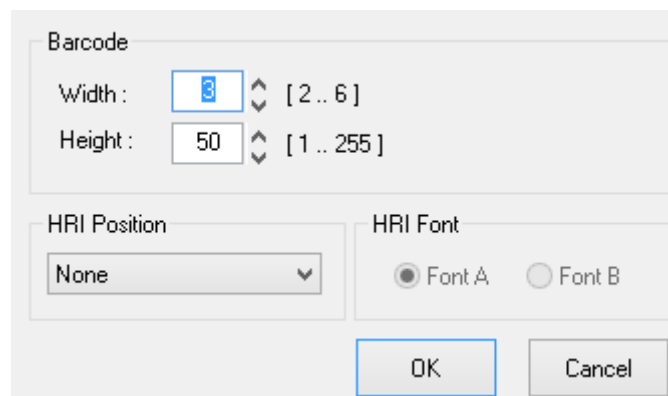 Barcode
Width : 3 [ 2 .. 6 ]
Height : 50 [ 1 .. 255 ]
HRI Position HRI Font
None Font A Font B
OK Cancel